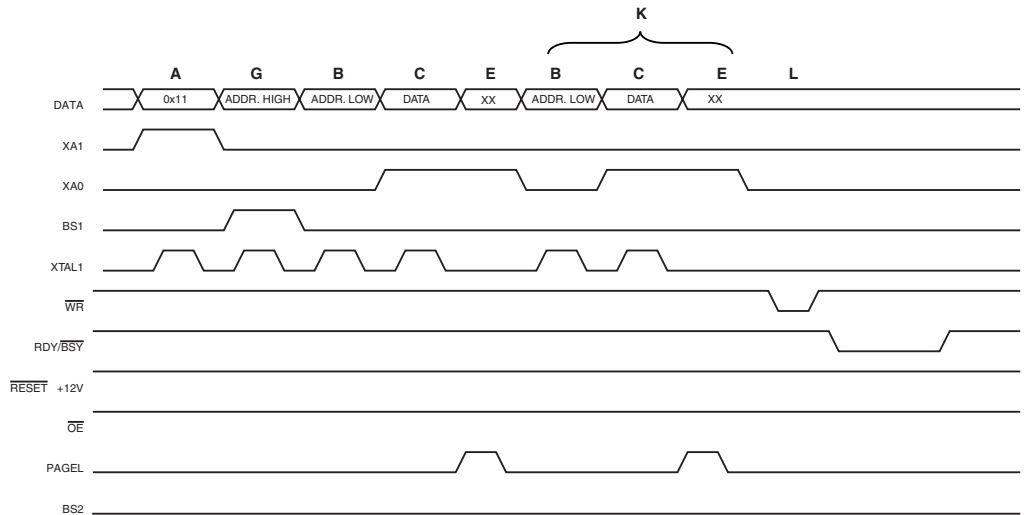 K
A G B C E B C E L
DATA 0x11 ADDR. HIGH ADDR. LOW DATA XX ADDR. LOW DATA XX
XA1
XA0
BS1
XTAL1
WR
RDY/BSY
RESET +12V
OE
PAGEL
BS2